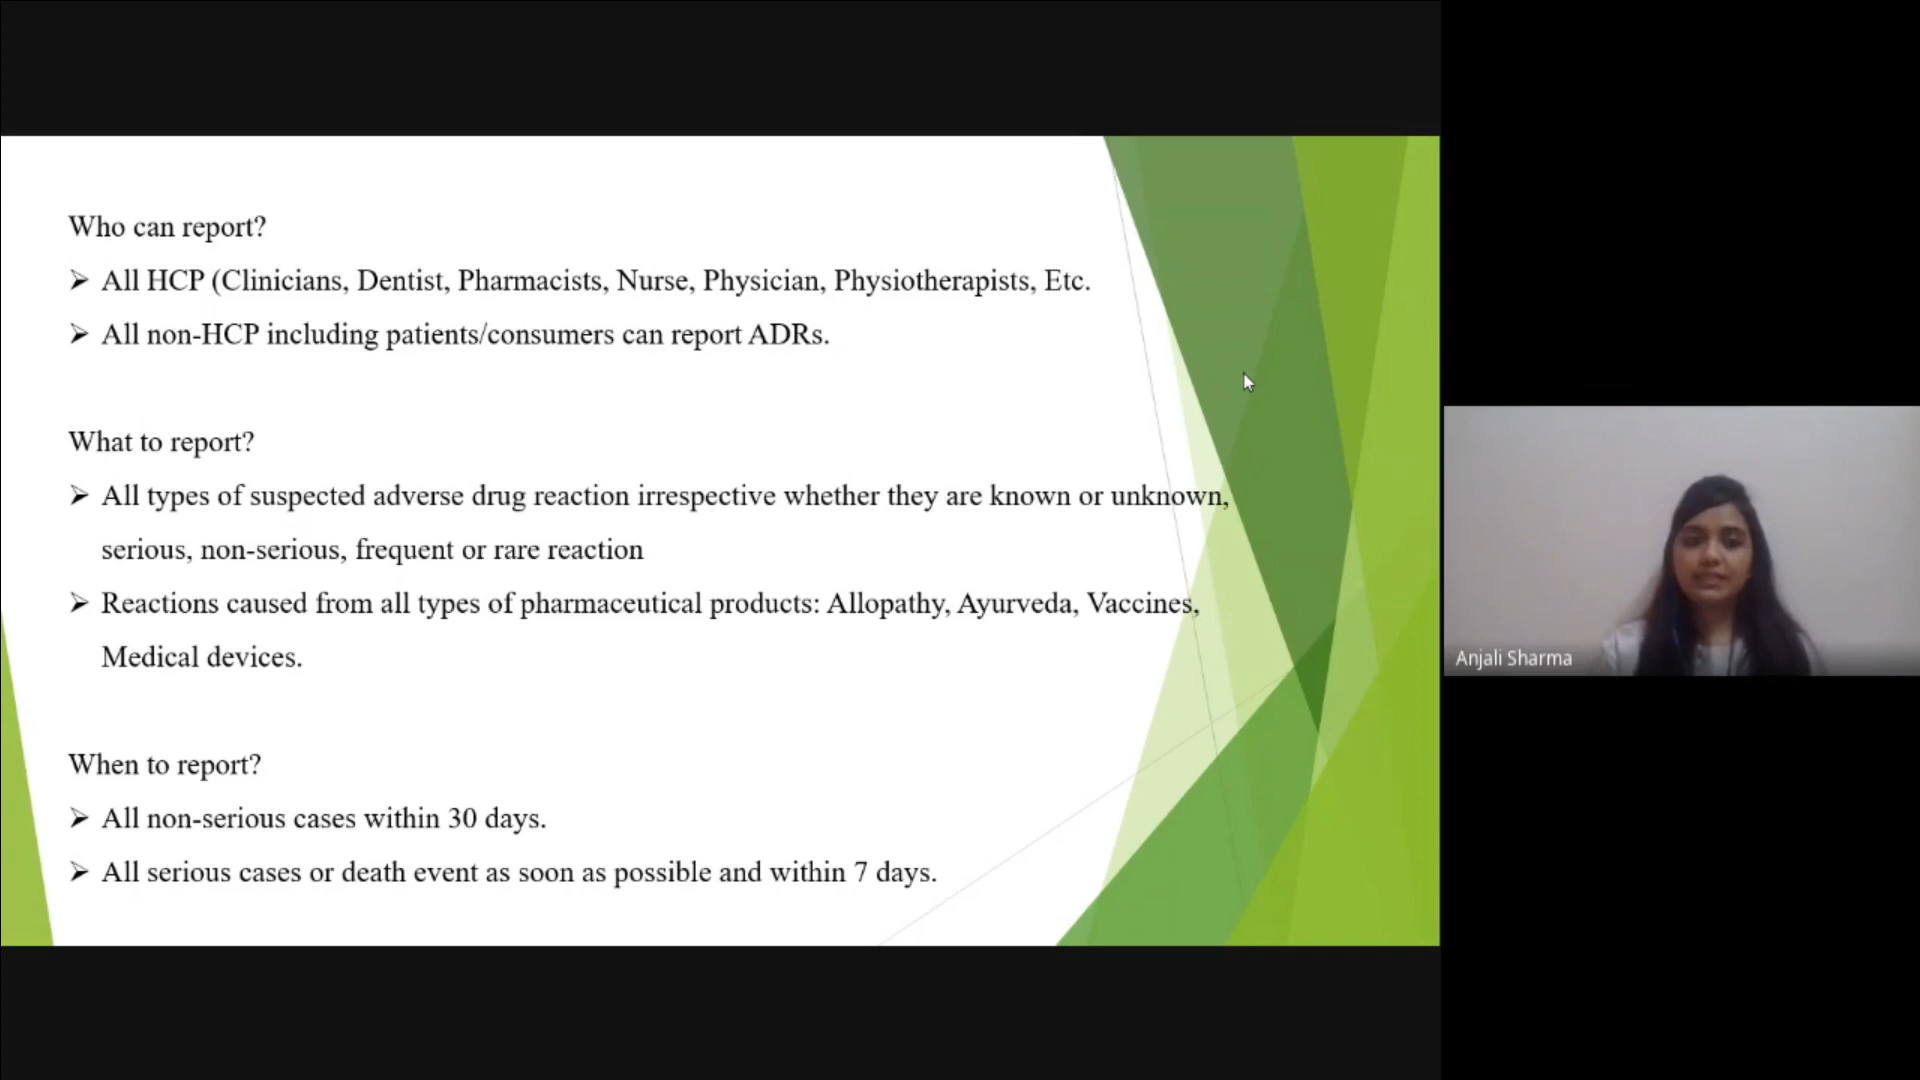 Who can report?
➢ All HCP (Clinicians, Dentist, Pharmacists, Nurse, Physician, Physiotherapists, Etc.
➢ All non-HCP including patients/consumers can report ADRs.
What to report?
➢ All types of suspected adverse drug reaction irrespective whether they are known or unknown,
serious, non-serious, frequent or rare reaction
➢ Reactions caused from all types of pharmaceutical products: Allopathy, Ayurveda, Vaccines,
Medical devices.
When to report?
➢ All non-serious cases within 30 days.
➢ All serious cases or death event as soon as possible and within 7 days.
Anjali Sharma